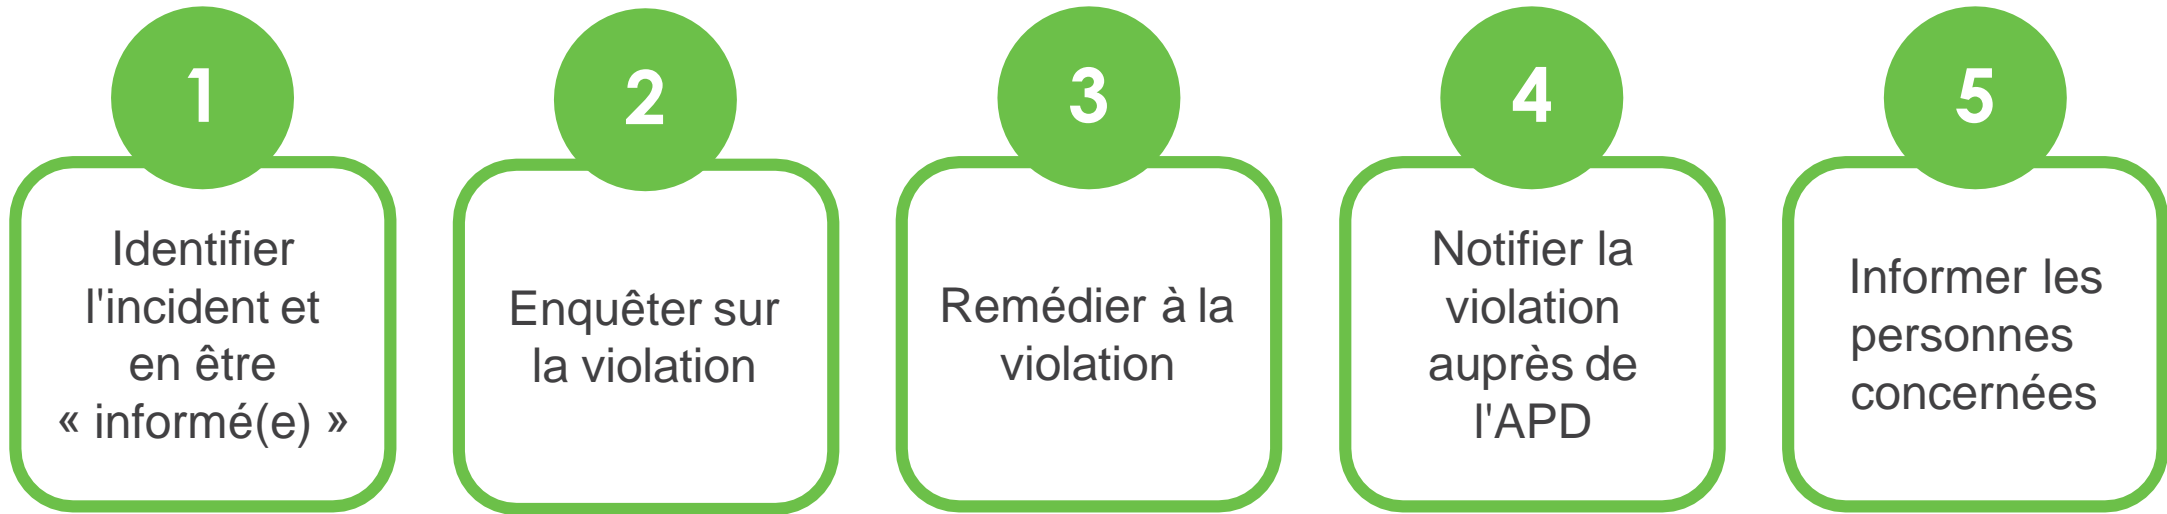 1
Identifier
l'incident et
en être
« informé(e) »
2
Enquêter sur
la violation
3
Remédier à la
violation
4
Notifier la
violation
auprès de
l'APD
5
Informer les
personnes
concernées